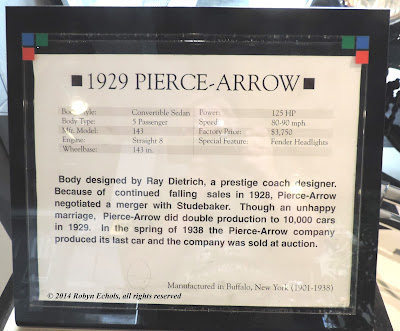 1929 PIERCE-ARROW
Body Style: Convertible Sedan Power: 125 HP
Body Type: 5 Passenger Speed 80-90 mph
Mfr. Model: 143 Factory Price: $3,750
Engine: Straight 8 Special Feature: Fender Headlights
Wheelbase: 143 in.
Body designed by Ray Dietrich, a prestige coach designer.
Because of continued falling sales in 1928, Pierce-Arrow
negotiated a merger with Studebaker. Though an unhappy
marriage, Pierce-Arrow did double production to 10,000 cars
in 1929. In the spring of 1938 the Pierce-Arrow company
produced its last car and the company was sold at auction.
Manufactured in Buffalo, New York (1901-1938)
© 2014 Robyn Echols, all rights reserved